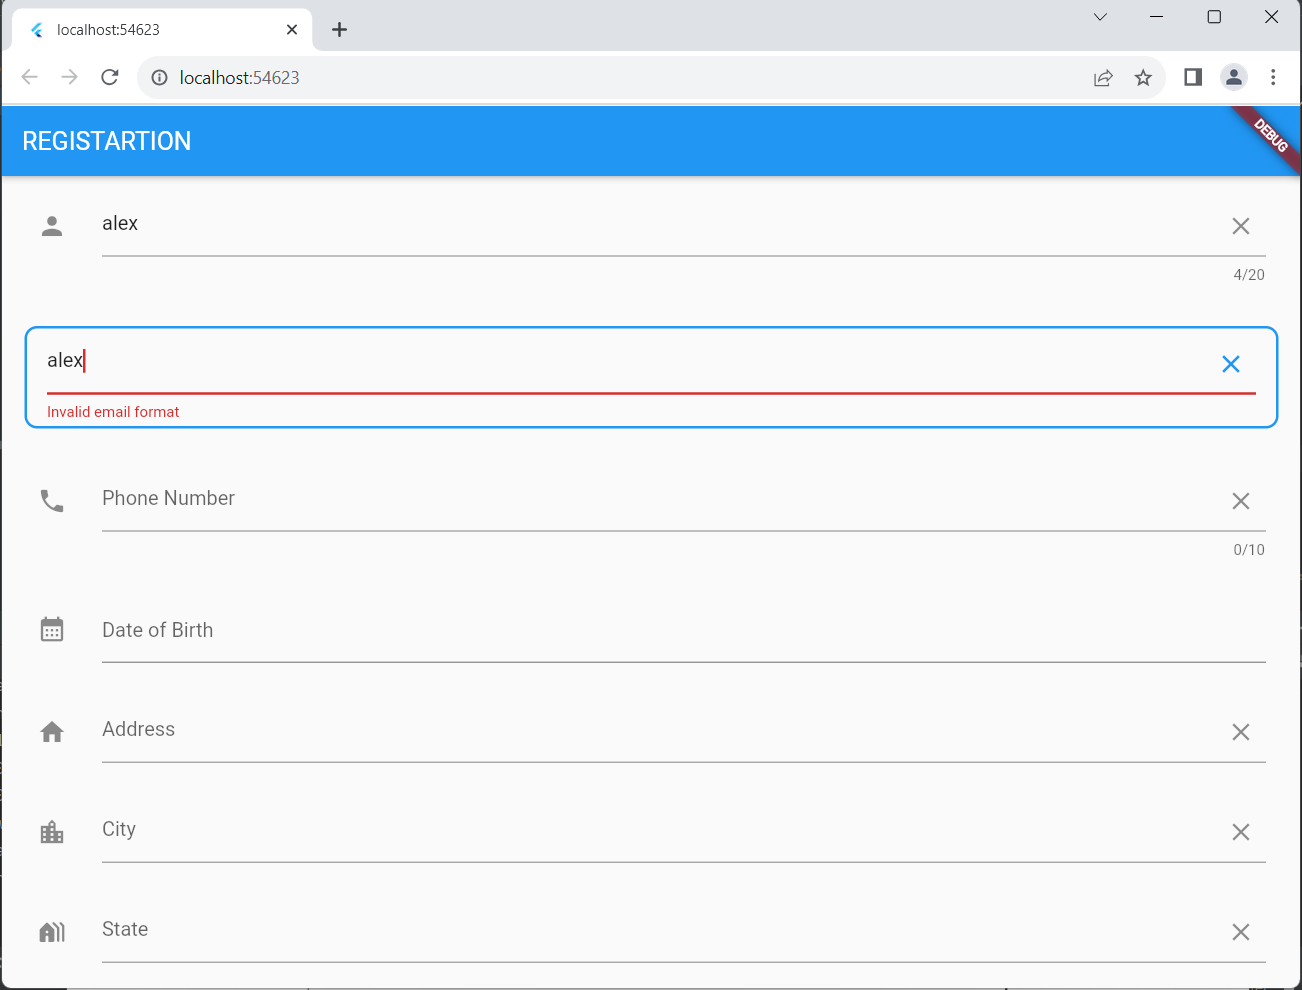 localhost:54623
localhost:54623
REGISTARTION
DEBUG
alex
4/20
alex
Invalid email format
Phone Number
0/10
Date of Birth
Address
City
State